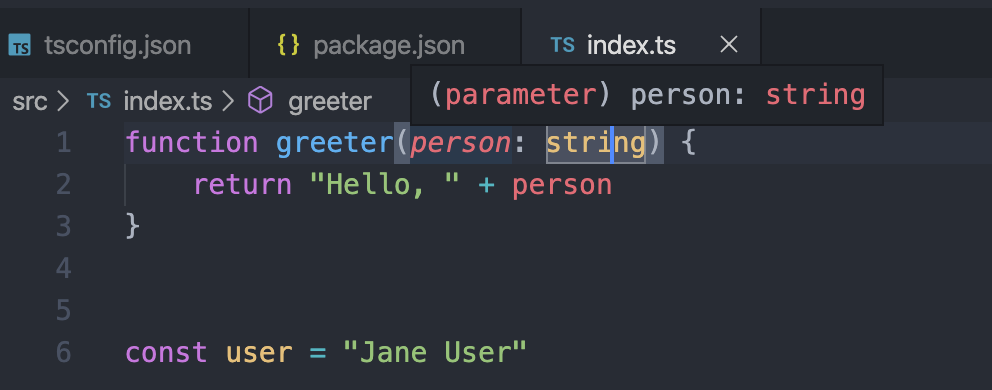 TS tsconfig.json {} package.json TS index.ts ×
src > TS index.ts > greeter
(parameter) person: string
1 function greeter(person: string) {
2     return "Hello, " + person
3 }
4
5
6 const user = "Jane User"